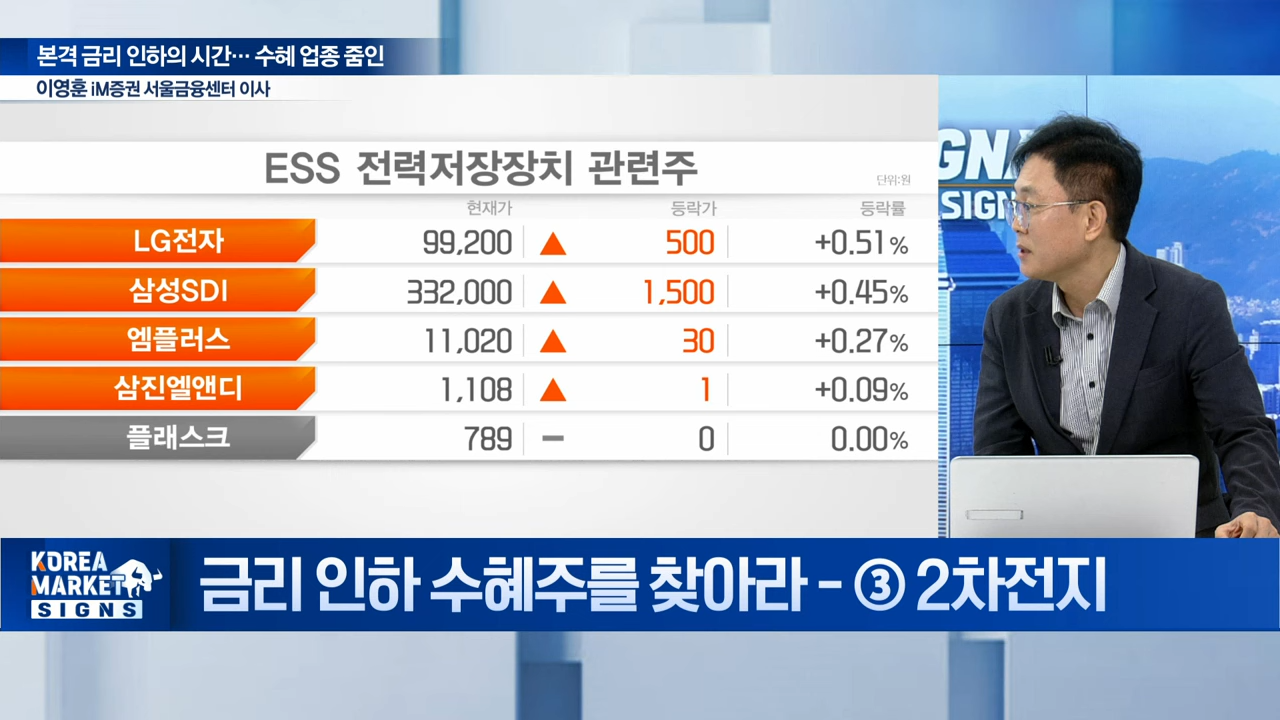 본격 금리 인하의 시간… 수혜 업종 줌인
이영훈 iM증권 서울금융센터 이사
ESS 전력저장장치 관련주
단위:원
현재가 등락가 등락률
LG전자 99,200 ▲ 500 +0.51%
삼성SDI 332,000 ▲ 1,500 +0.45%
엠플러스 11,020 ▲ 30 +0.27%
삼진엘앤디 1,108 ▲ 1 +0.09%
플래스크 789 – 0 0.00%
SIGN
KOREA
MARKET
SIGNS
금리 인하 수혜주를 찾아라 - ③ 2차전지